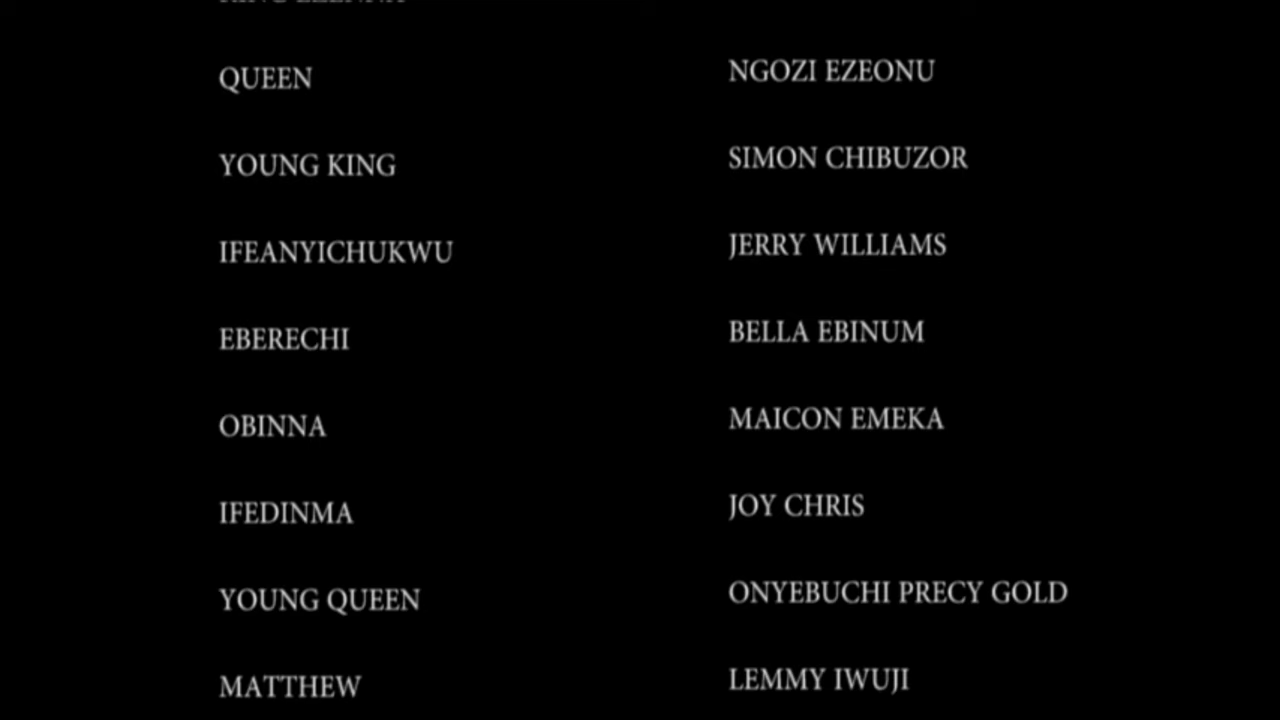 QUEEN NGOZI EZEONU
YOUNG KING SIMON CHIBUZOR
IFEANYICHUKWU JERRY WILLIAMS
EBERECHI BELLA EBINUM
OBINNA MAICON EMEKA
IFEDINMA JOY CHRIS
YOUNG QUEEN ONYEBUCHI PRECY GOLD
MATTHEW LEMMY IWUJI